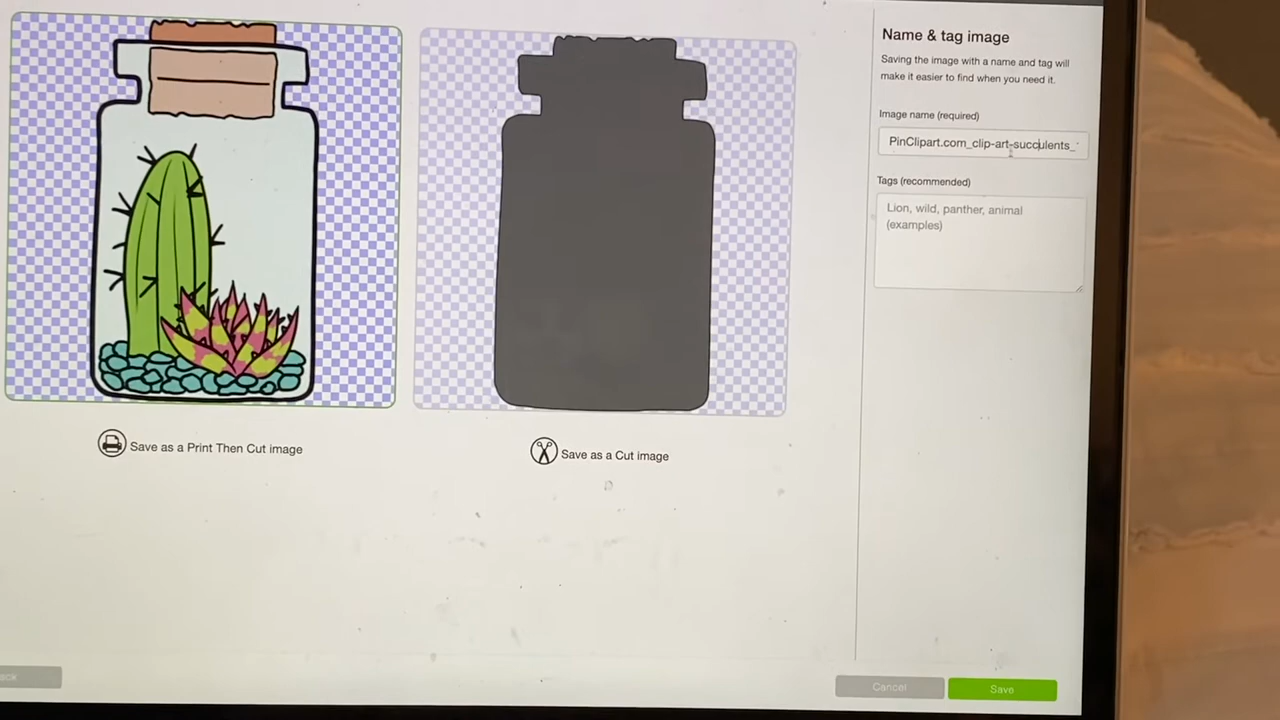 Name & tag image
Saving the image with a name and tag will
make it easier to find when you need it.
Image name (required)
PinClipart.com_clip-art-succulents_
Tags (recommended)
Lion, wild, panther, animal
(examples)
Save as a Print Then Cut image
Save as a Cut image
Cancel
Save